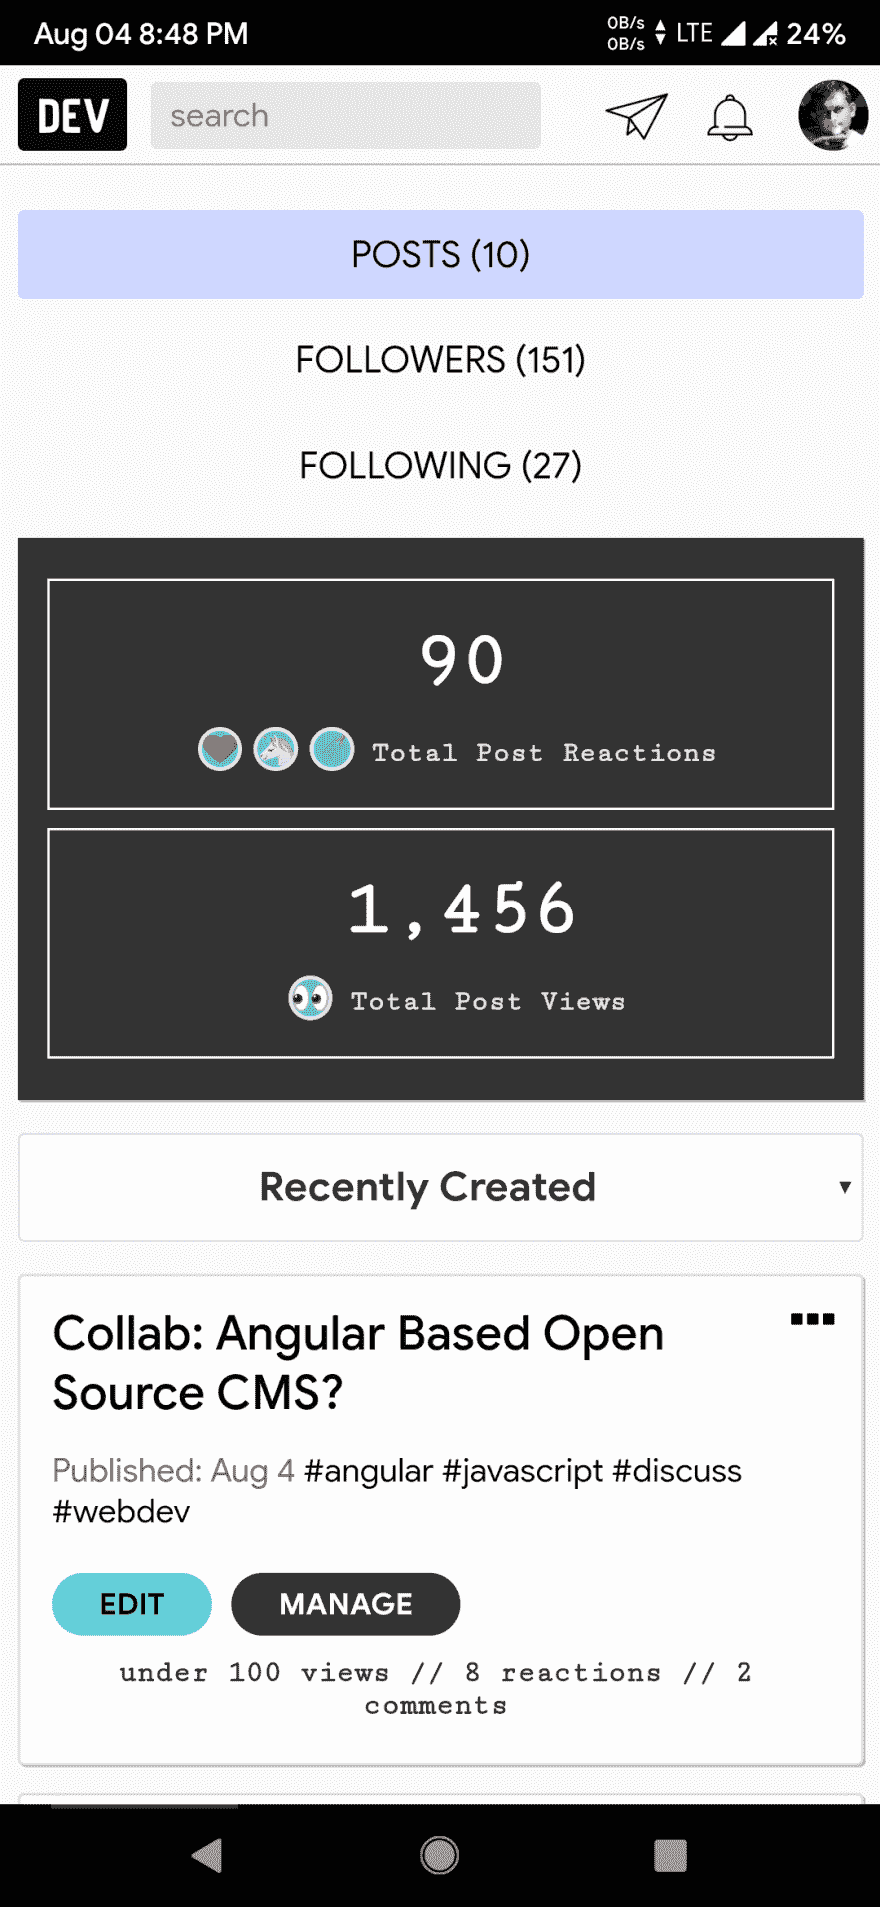 Aug 04 8:48 PM
0B/s
0B/s
LTE
24%
DEV
search
POSTS (10)
FOLLOWERS (151)
FOLLOWING (27)
90
Total Post Reactions
1,456
Total Post Views
Recently Created
Collab: Angular Based Open
Source CMS?
Published: Aug 4 #angular #javascript #discuss
#webdev
EDIT
MANAGE
under 100 views // 8 reactions // 2
comments